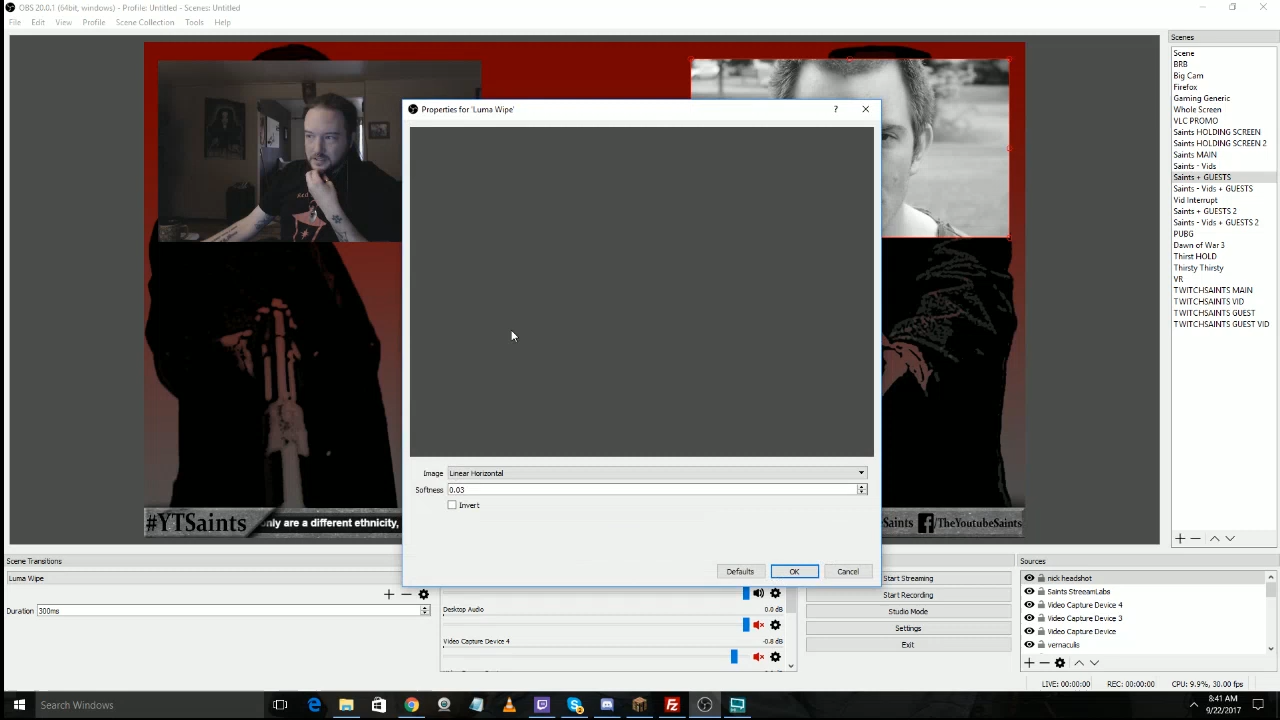 OBS 20.0.1 (64bit, windows) - Profile: Untitled - Scenes: Untitled
File Edit View Profile Scene Collection Tools Help
Scenes
Scene
BRB
Big Cam
Firefox
Gaming Generic
Whole Screen
VLC PROMO
Saints HOLDING SCREEN
Saints HOLDING SCREEN 2
Saints MAIN
Saints - Vids
Saints + GUESTS
Saints - Vids + GUESTS
Vid Interrupt
Saints + GUESTS 2
Saints - Vids + GUESTS 2
PUBG
Dawn of War 3
Thirst HOLD
Thirsty Thirsty
VR
TWITCHSAINTS MAIN
TWITCHSAINTS VID
TWITCHSAINTS GUEST
TWITCHSAINTS GUEST VID
Properties for 'Luma Wipe'
?
Image Linear Horizontal
Softness 0.03
Invert
Defaults OK Cancel
#YTSaints only are a different ethnicity,
Saints /TheYoutubeSaints
Scene Transitions
Luma Wipe
Duration 300ms
Desktop Audio 0.0 dB
Video Capture Device 4 -0.8 dB
Start Streaming
Start Recording
Studio Mode
Settings
Exit
Sources
nick headshot
Saints StreeamLabs
Video Capture Device 4
Video Capture Device 3
Video Capture Device
vernaculis
LIVE: 00:00:00 REC: 00:00:00 CPU: 9.9%, 30.00 fps
Search Windows
8:41 AM
9/22/2017